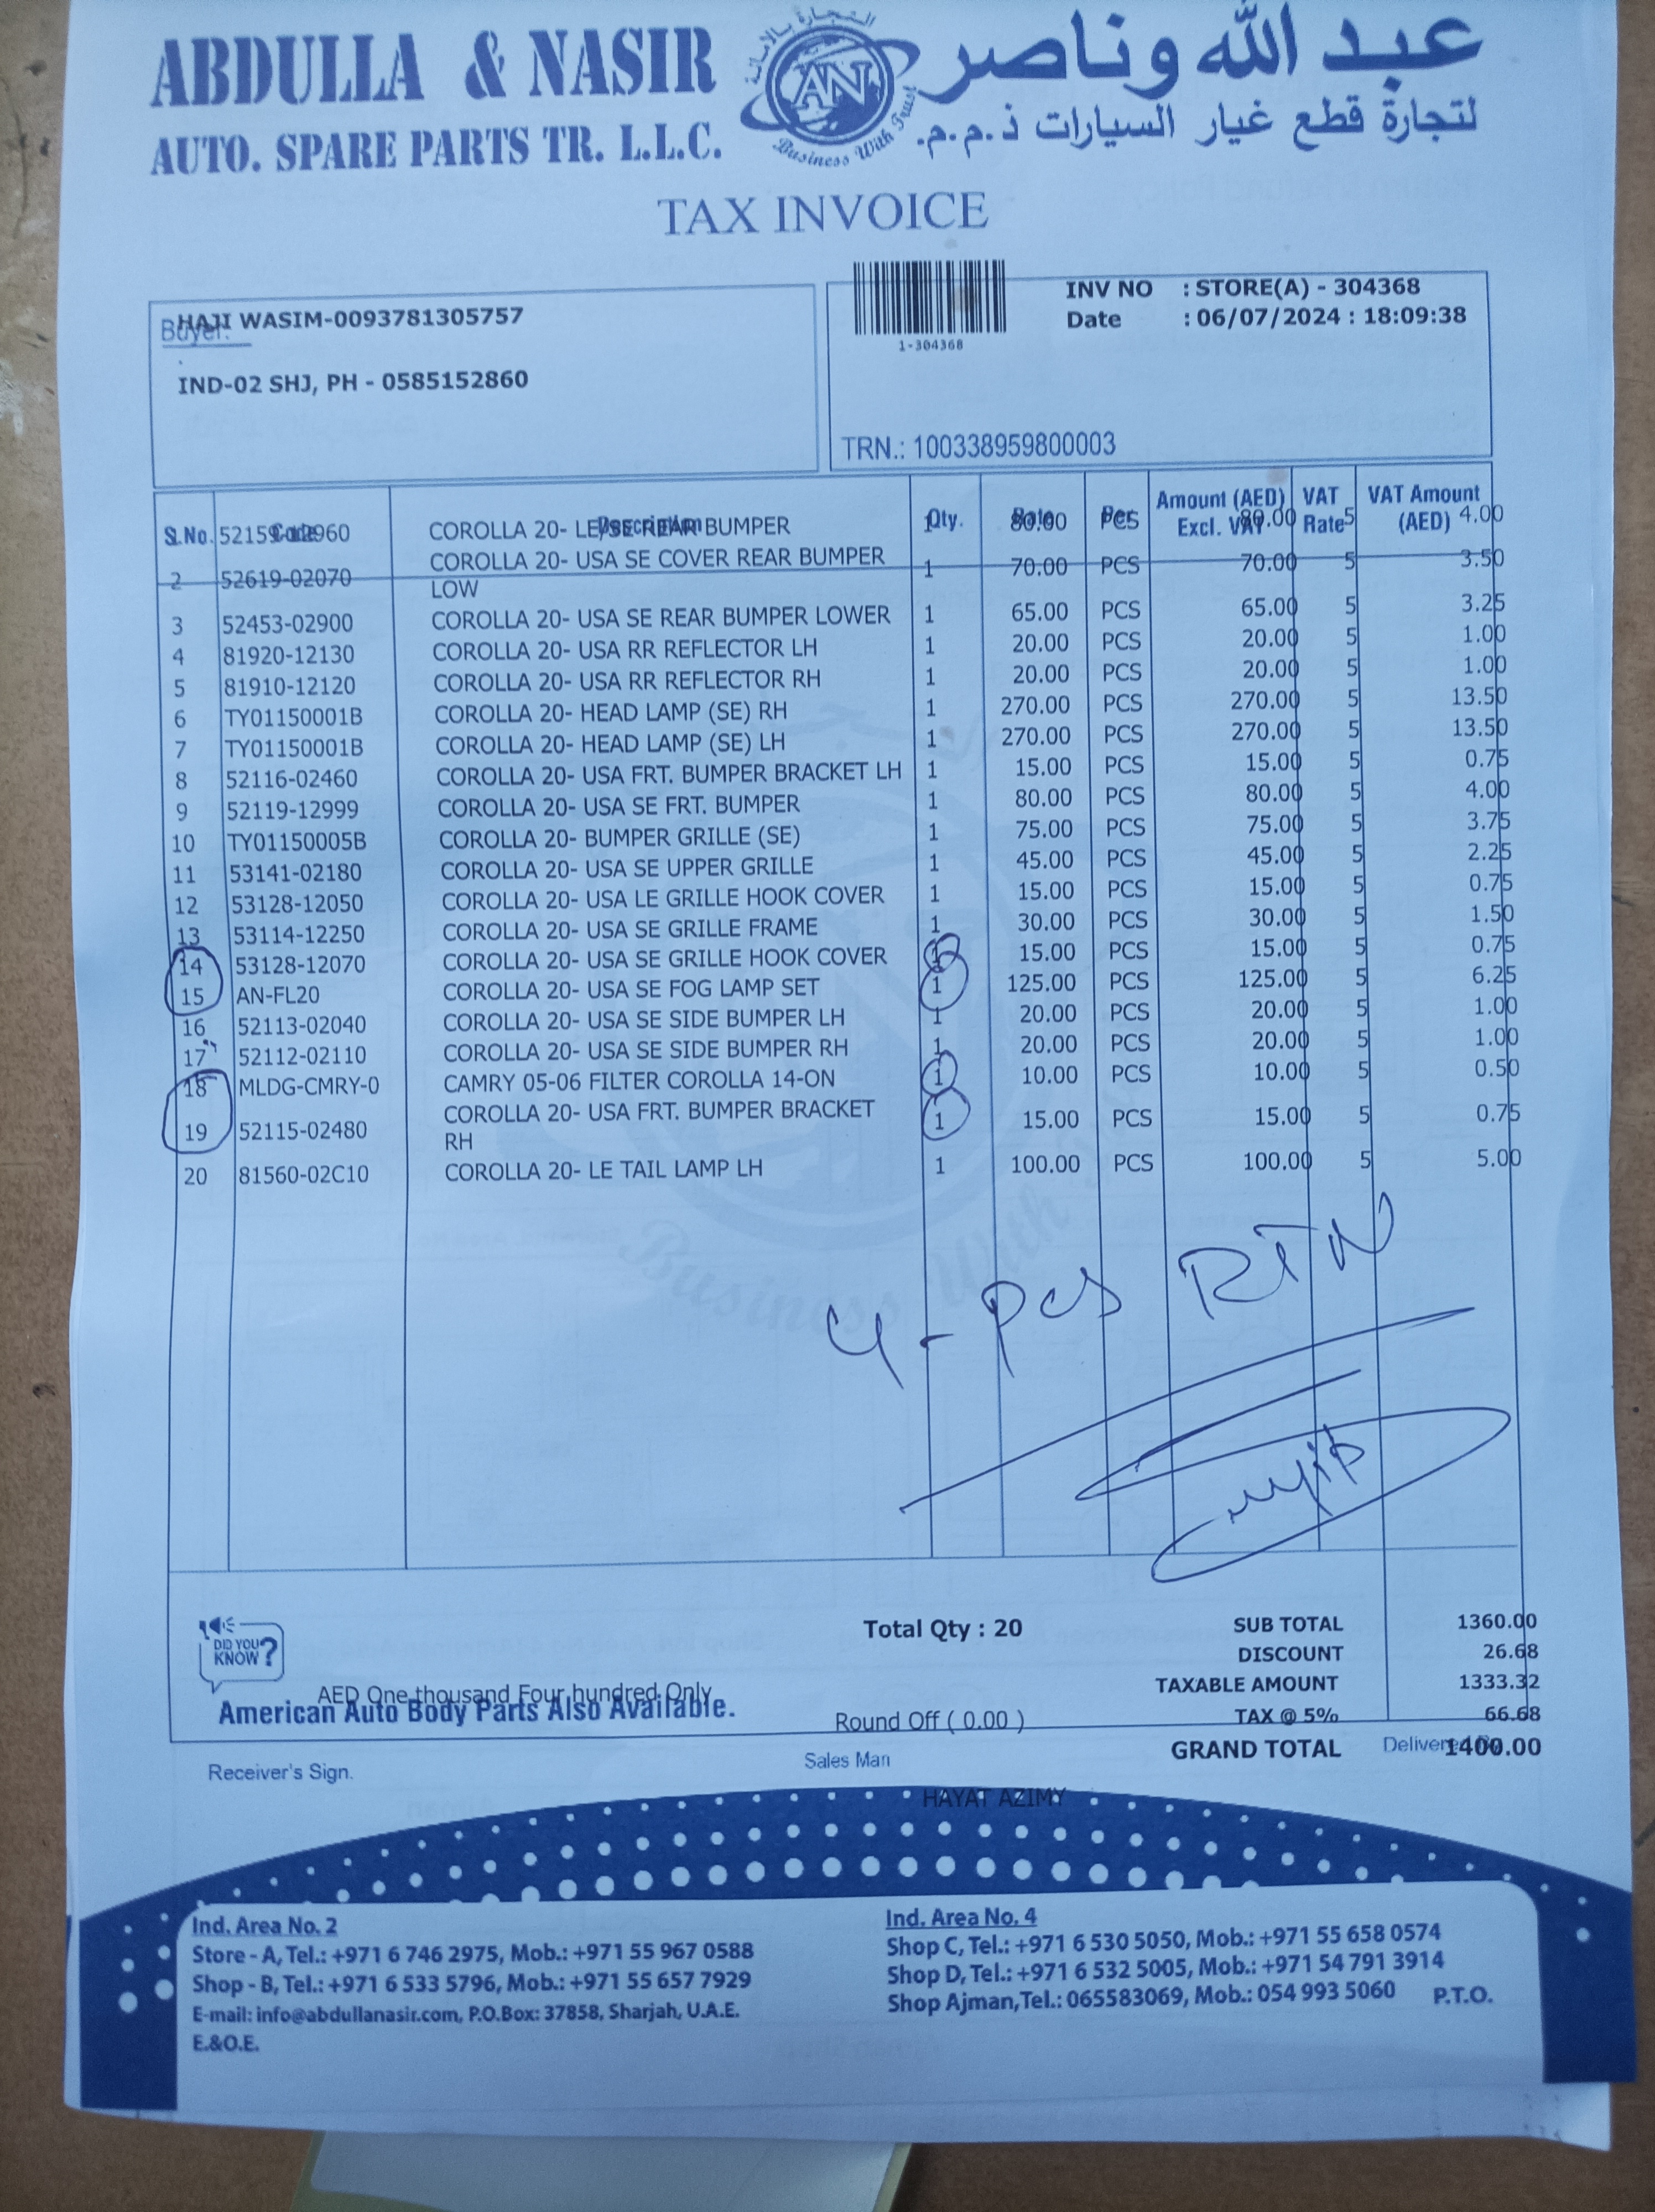 ABDULLA & NASIR
AUTO. SPARE PARTS TR. L.L.C.
التجارة بالأمانة
AN
Business With Trust
عبد الله وناصر
لتجارة قطع غيار السيارات ذ.م.م.
TAX INVOICE
Buyer:
HAJI WASIM-0093781305757
IND-02 SHJ, PH - 0585152860
1-304368
INV NO : STORE(A) - 304368
Date : 06/07/2024 : 18:09:38
TRN.: 100338959800003
S.No. Code Description Qty. Rate Per Amount (AED) Excl. VAT VAT Rate VAT Amount (AED)
52159-12960 COROLLA 20- LE/SE REAR BUMPER 1 80.00 PCS 80.00 5 4.00
2 52619-02070 COROLLA 20- USA SE COVER REAR BUMPER LOW 1 70.00 PCS 70.00 5 3.50
3 52453-02900 COROLLA 20- USA SE REAR BUMPER LOWER 1 65.00 PCS 65.00 5 3.25
4 81920-12130 COROLLA 20- USA RR REFLECTOR LH 1 20.00 PCS 20.00 5 1.00
5 81910-12120 COROLLA 20- USA RR REFLECTOR RH 1 20.00 PCS 20.00 5 1.00
6 TY01150001B COROLLA 20- HEAD LAMP (SE) RH 1 270.00 PCS 270.00 5 13.50
7 TY01150001B COROLLA 20- HEAD LAMP (SE) LH 1 270.00 PCS 270.00 5 13.50
8 52116-02460 COROLLA 20- USA FRT. BUMPER BRACKET LH 1 15.00 PCS 15.00 5 0.75
9 52119-12999 COROLLA 20- USA SE FRT. BUMPER 1 80.00 PCS 80.00 5 4.00
10 TY01150005B COROLLA 20- BUMPER GRILLE (SE) 1 75.00 PCS 75.00 5 3.75
11 53141-02180 COROLLA 20- USA SE UPPER GRILLE 1 45.00 PCS 45.00 5 2.25
12 53128-12050 COROLLA 20- USA LE GRILLE HOOK COVER 1 15.00 PCS 15.00 5 0.75
13 53114-12250 COROLLA 20- USA SE GRILLE FRAME 1 30.00 PCS 30.00 5 1.50
14 53128-12070 COROLLA 20- USA SE GRILLE HOOK COVER 1 15.00 PCS 15.00 5 0.75
15 AN-FL20 COROLLA 20- USA SE FOG LAMP SET 1 125.00 PCS 125.00 5 6.25
16 52113-02040 COROLLA 20- USA SE SIDE BUMPER LH 1 20.00 PCS 20.00 5 1.00
17 52112-02110 COROLLA 20- USA SE SIDE BUMPER RH 1 20.00 PCS 20.00 5 1.00
18 MLDG-CMRY-0 CAMRY 05-06 FILTER COROLLA 14-ON 1 10.00 PCS 10.00 5 0.50
19 52115-02480 COROLLA 20- USA FRT. BUMPER BRACKET RH 1 15.00 PCS 15.00 5 0.75
20 81560-02C10 COROLLA 20- LE TAIL LAMP LH 1 100.00 PCS 100.00 5 5.00
Business With
4-pcs RTN
DID YOU KNOW?
Total Qty : 20
SUB TOTAL 1360.00
DISCOUNT 26.68
TAXABLE AMOUNT 1333.32
TAX @ 5% 66.68
GRAND TOTAL 1400.00
AED One thousand Four hundred Only
American Auto Body Parts Also Available.
Round Off ( 0.00 )
Receiver's Sign.
Sales Man
HAYAT AZIMY
Ind. Area No. 2
Store - A, Tel.: +971 6 746 2975, Mob.: +971 55 967 0588
Shop - B, Tel.: +971 6 533 5796, Mob.: +971 55 657 7929
E-mail: info@abdullanasir.com, P.O.Box: 37858, Sharjah, U.A.E.
E.&O.E.
Ind. Area No. 4
Shop C, Tel.: +971 6 530 5050, Mob.: +971 55 658 0574
Shop D, Tel.: +971 6 532 5005, Mob.: +971 54 791 3914
Shop Ajman, Tel.: 065583069, Mob.: 054 993 5060
P.T.O.